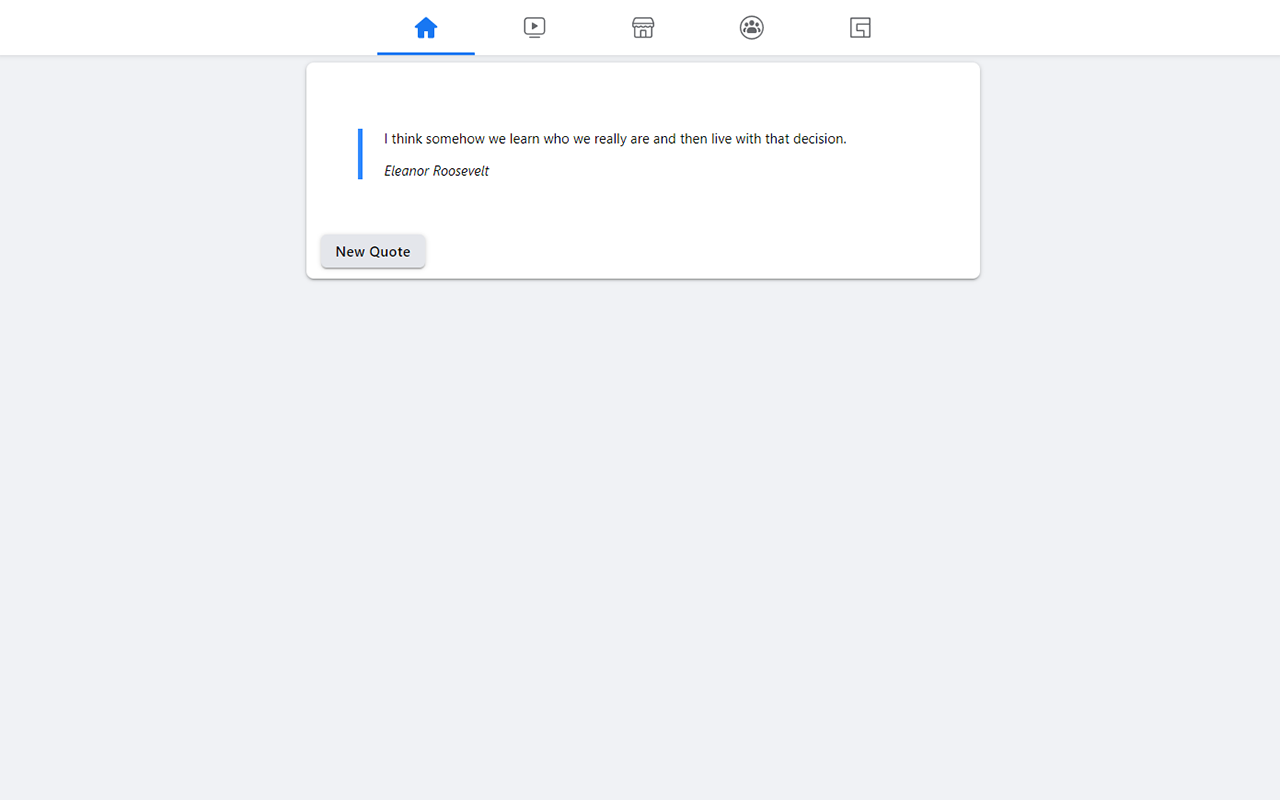 I think somehow we learn who we really are and then live with that decision.
Eleanor Roosevelt
New Quote